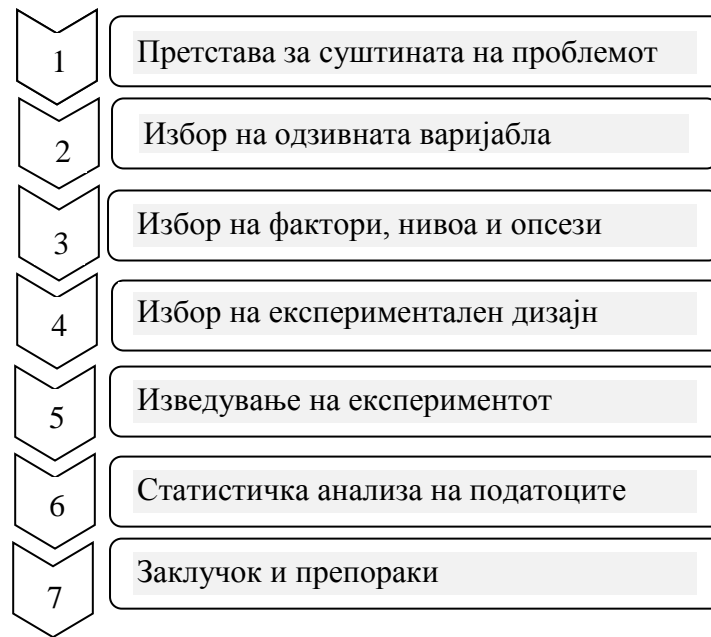 1 Претстава за суштината на проблемот
2 Избор на одзивната варијабла
3 Избор на фактори, нивоа и опсези
4 Избор на експериментален дизајн
5 Изведување на експериментот
6 Статистичка анализа на податоците
7 Заклучок и препораки